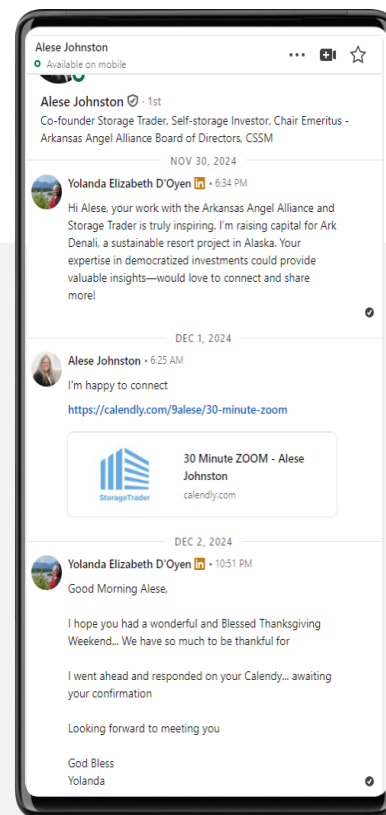 Alese Johnston
Available on mobile
Alese Johnston · 1st
Co-founder Storage Trader, Self-storage Investor, Chair Emeritus -
Arkansas Angel Alliance Board of Directors, CSSM
NOV 30, 2024
Yolanda Elizabeth D'Oyen in • 6:34 PM
Hi Alese, your work with the Arkansas Angel Alliance and
Storage Trader is truly inspiring. I'm raising capital for Ark
Denali, a sustainable resort project in Alaska. Your
expertise in democratized investments could provide
valuable insights—would love to connect and share
more!
DEC 1, 2024
Alese Johnston • 6:25 AM
I'm happy to connect
https://calendly.com/9alese/30-minute-zoom
30 Minute ZOOM - Alese
Johnston
StorageTrader
calendly.com
DEC 2, 2024
Yolanda Elizabeth D'Oyen in • 10:51 PM
Good Morning Alese,
I hope you had a wonderful and Blessed Thanksgiving
Weekend... We have so much to be thankful for
I went ahead and responded on your Calendy... awaiting
your confirmation
Looking forward to meeting you
God Bless
Yolanda